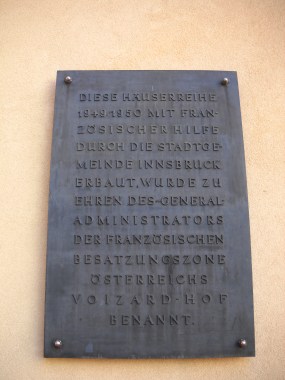 DIESE HÄUSERREIHE
1949/1950 MIT FRAN-
ZÖSISCHER HILFE
DURCH DIE STADTGE-
MEINDE INNSBRUCK
ERBAUT, WURDE ZU
EHREN DES GENERAL-
ADMINISTRATORS
DER FRANZÖSISCHEN
BESATZUNGSZONE
ÖSTERREICHS
VOIZARD-HOF
BENANNT.